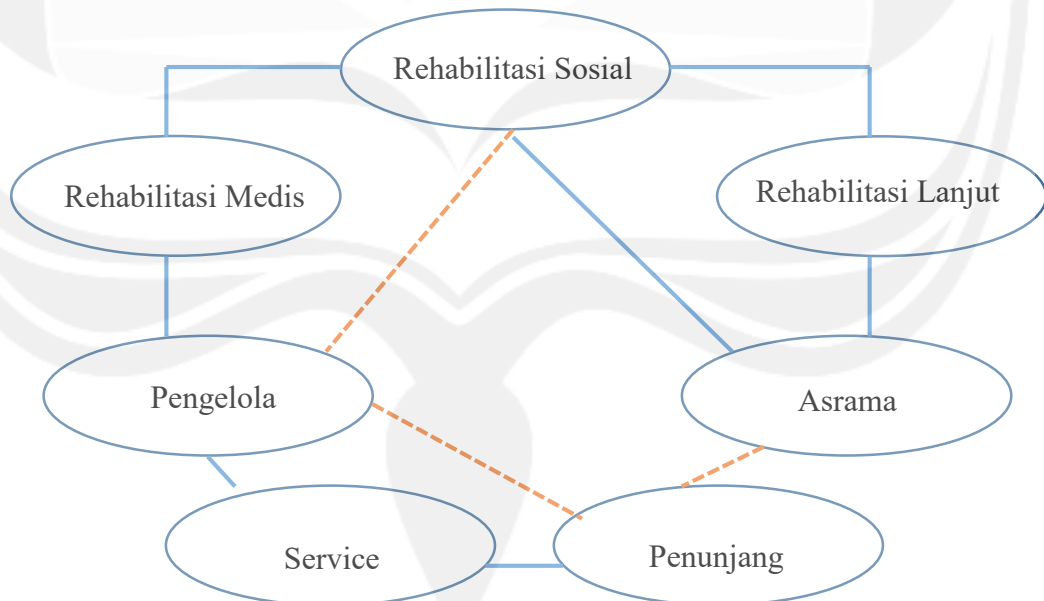 Rehabilitasi Sosial
Rehabilitasi Medis
Rehabilitasi Lanjut
Pengelola
Asrama
Service
Penunjang